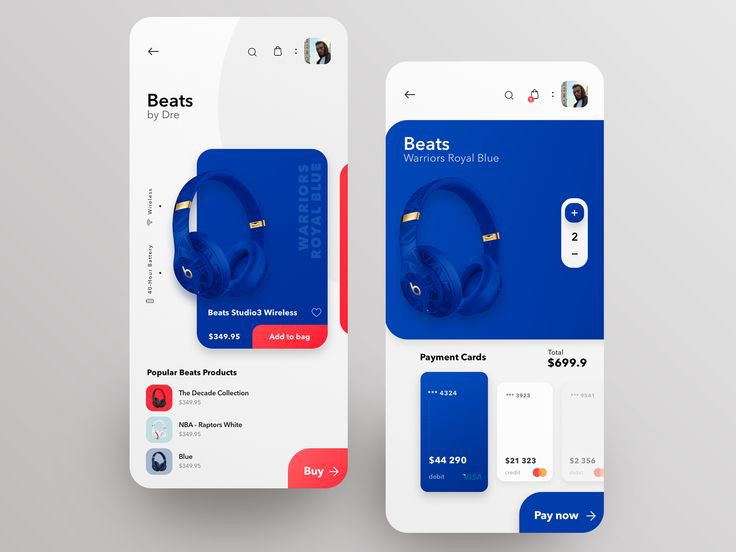 Beats
by Dre
Wireless
40-Hour Battery
WARRIORS
ROYAL BLUE
Beats Studio3 Wireless
$349.95
Add to bag
Popular Beats Products
The Decade Collection
$349.95
NBA - Raptors White
$349.95
Blue
$349.95
Buy
Beats
Warriors Royal Blue
2
Payment Cards
Total
$699.9
*** 4324
$44 290
debit
VISA
*** 3923
$21 323
credit
*** 9541
$2 356
debit
Pay now